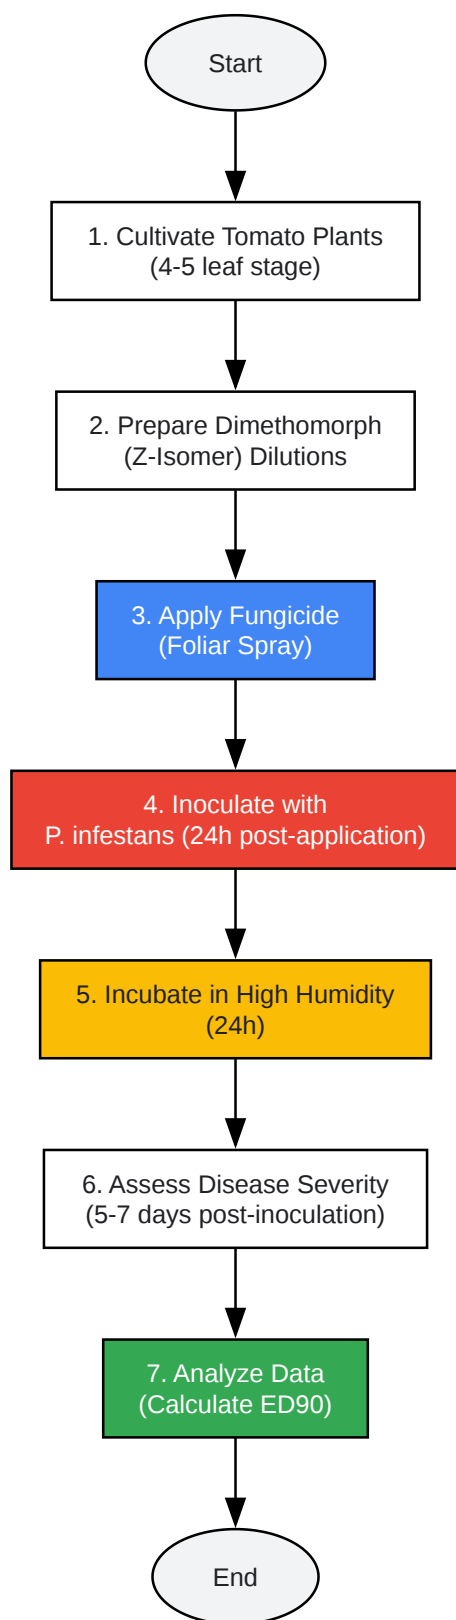 Start
1. Cultivate Tomato Plants
(4-5 leaf stage)
2. Prepare Dimethomorph
(Z-Isomer) Dilutions
3. Apply Fungicide
(Foliar Spray)
4. Inoculate with
P. infestans (24h post-application)
5. Incubate in High Humidity
(24h)
6. Assess Disease Severity
(5-7 days post-inoculation)
7. Analyze Data
(Calculate ED90)
End